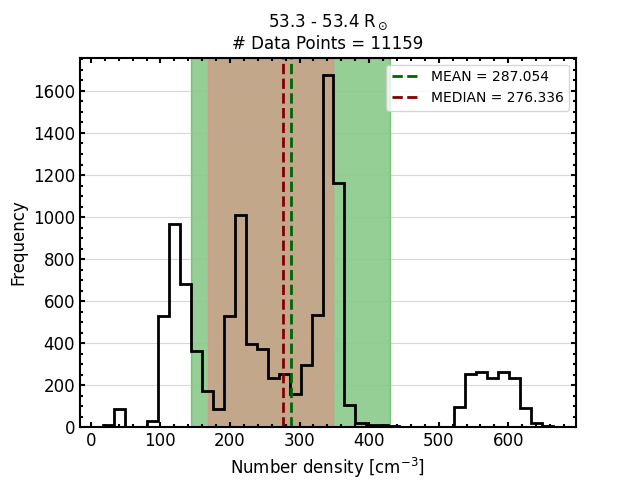 53.3 - 53.4 R⊙
# Data Points = 11159
MEAN = 287.054
MEDIAN = 276.336
Frequency
1600
1400
1200
1000
800
600
400
200
0
0 100 200 300 400 500 600
Number density [cm⁻³]